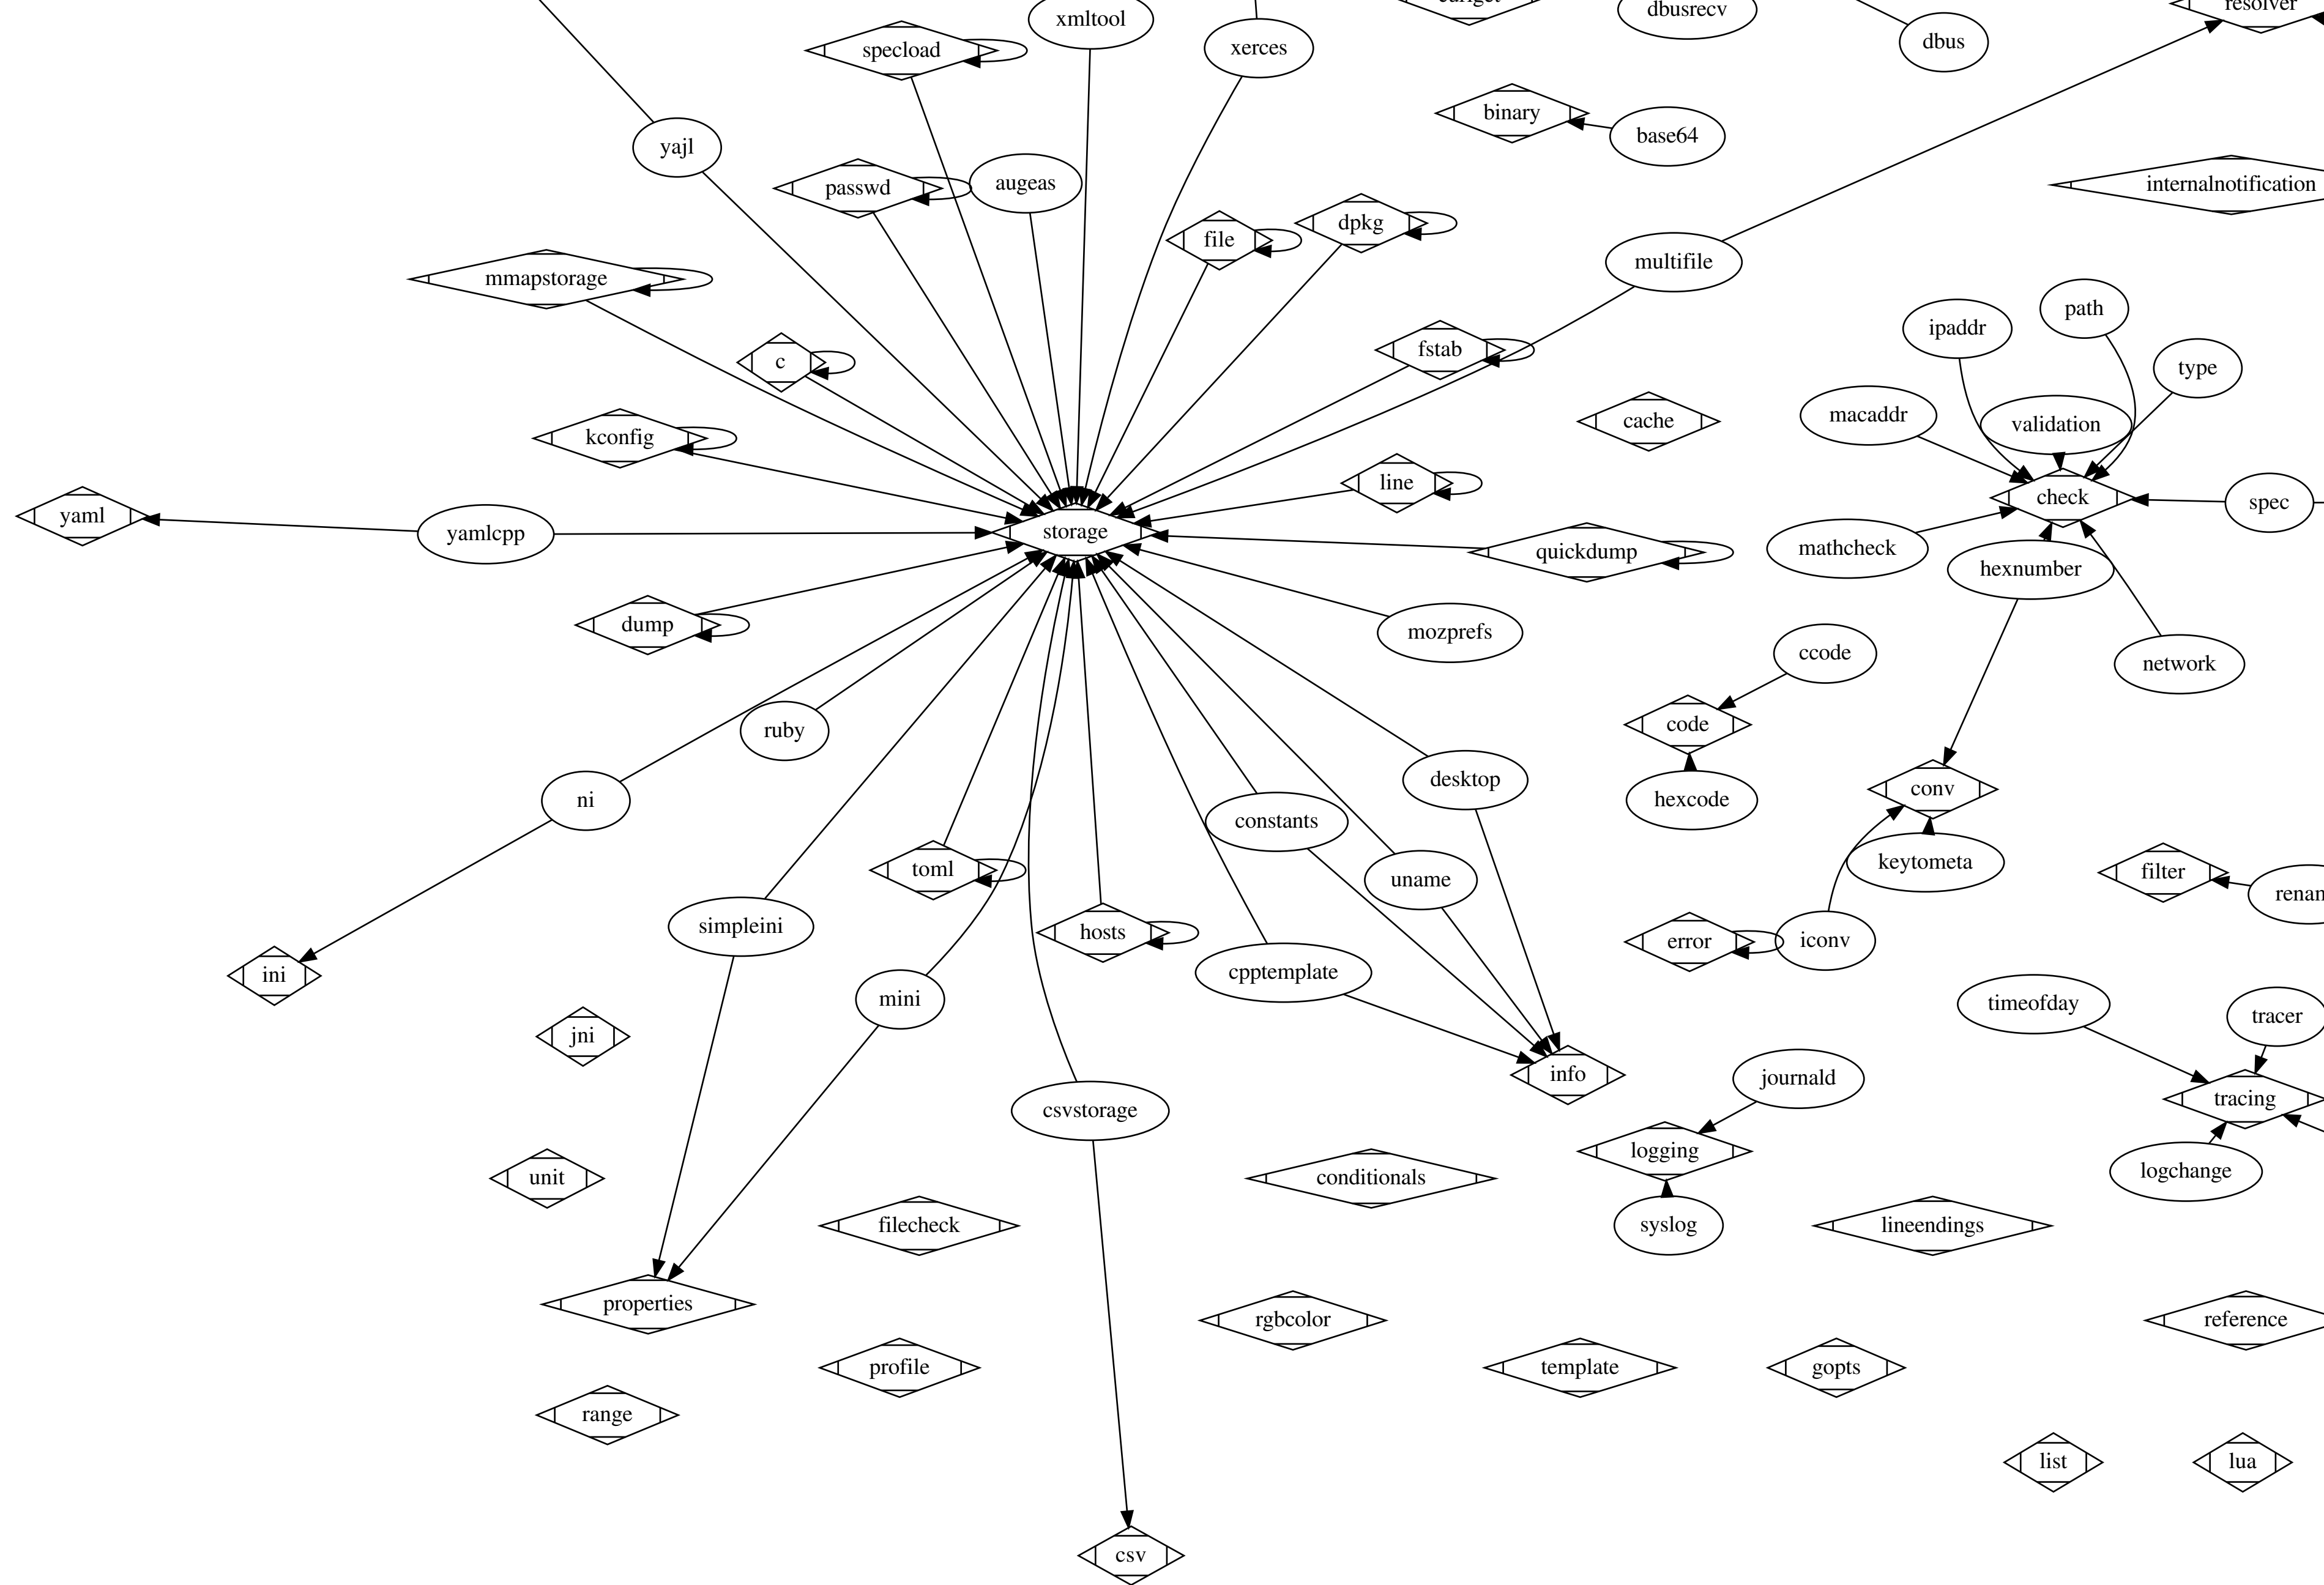 xmltool
dbusrecv
resolver
specload
xerces
dbus
binary
base64
yajl
passwd
augeas
internalnotification
file
dpkg
multifile
mmapstorage
path
ipaddr
fstab
c
type
macaddr
cache
validation
kconfig
line
check
spec
yaml
yamlcpp
storage
quickdump
mathcheck
hexnumber
dump
mozprefs
ccode
network
code
ruby
desktop
conv
ni
hexcode
constants
keytometa
toml
uname
filter
renam
simpleini
hosts
error
iconv
cpptemplate
ini
mini
timeofday
tracer
jni
info
journald
tracing
csvstorage
logging
logchange
unit
conditionals
filecheck
syslog
lineendings
properties
rgbcolor
reference
profile
template
gopts
range
list
lua
csv